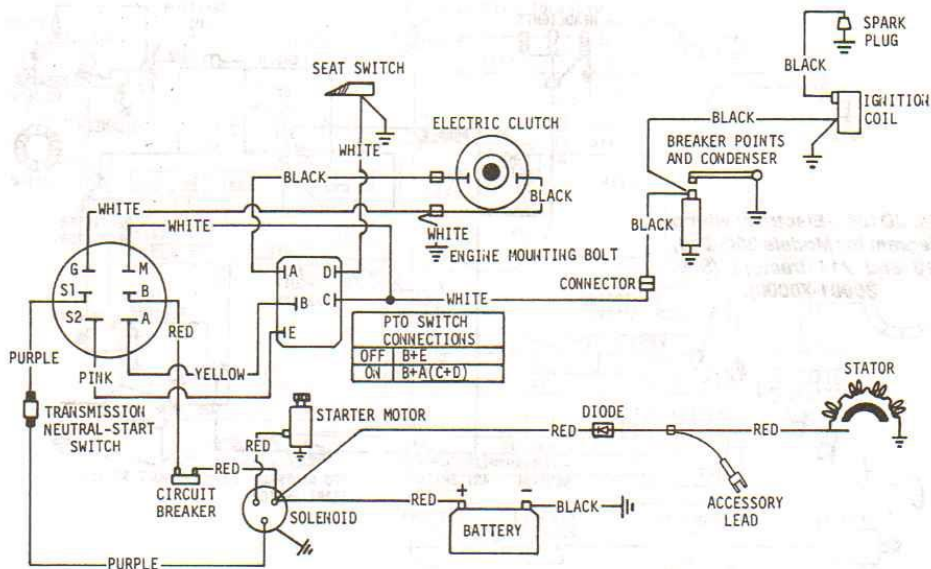 SPARK
PLUG
BLACK
SEAT SWITCH
IGNITION
COIL
BLACK
ELECTRIC CLUTCH
BREAKER POINTS
AND CONDENSER
WHITE
BLACK
BLACK
WHITE
WHITE
WHITE
BLACK
ENGINE MOUNTING BOLT
G
M
S1
B
S2
A
A
D
B
C
E
CONNECTOR
WHITE
RED
PTO SWITCH
CONNECTIONS
OFF B+E
ON B+A(C+D)
PURPLE
PINK
YELLOW
STATOR
TRANSMISSION
NEUTRAL-START
SWITCH
STARTER MOTOR
DIODE
RED
RED
RED
RED
CIRCUIT
BREAKER
SOLENOID
RED
+
-
BLACK
BATTERY
ACCESSORY
LEAD
PURPLE